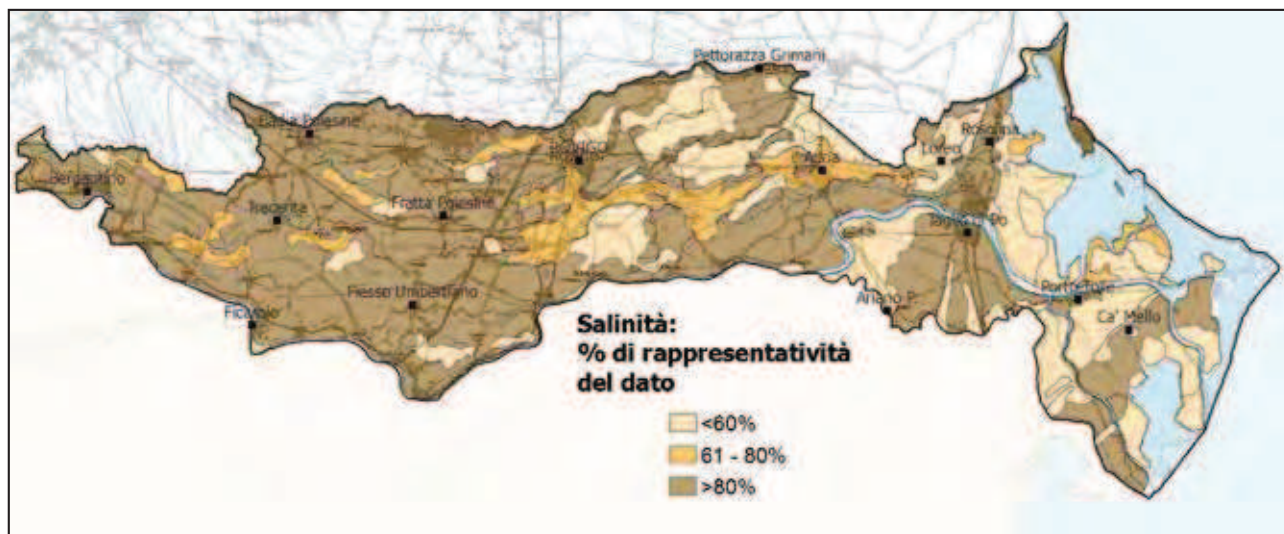 Pettorazza Grimani
Badia Polesine
Rosolina
Loreo
ROVIGO
Adria
Bergantino
Trecenta
Fratta Polesine
Taglio di Po
Porto Tolle
Fiesso Umbertiano
Ariano P.
Ca' Mello
Ficarolo
Salinità:
% di rappresentatività
del dato
<60%
61 - 80%
>80%